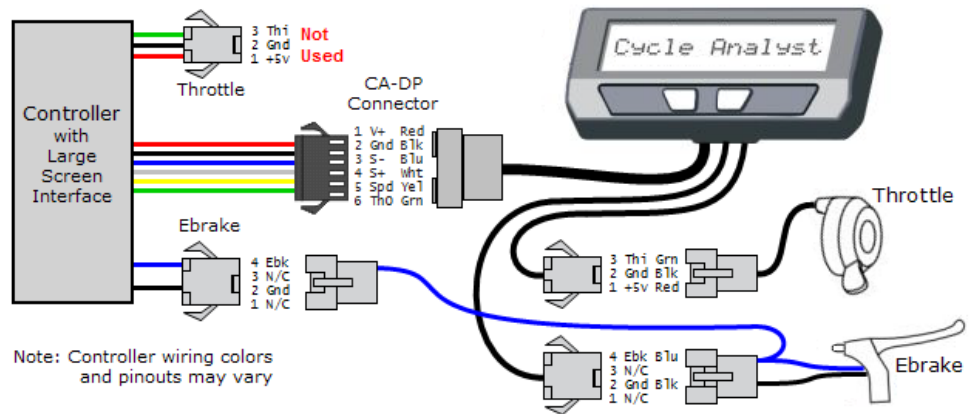 3 Thi
2 Gnd
1 +5v
Not
Used
Throttle
Cycle Analyst
Controller
with
Large
Screen
Interface
CA-DP
Connector
1 V+ Red
2 Gnd Blk
3 S- Blu
4 S+ Wht
5 Spd Yel
6 ThO Grn
Throttle
Ebrake
4 Ebk
3 N/C
2 Gnd
1 N/C
3 Thi Grn
2 Gnd Blk
1 +5v Red
Note: Controller wiring colors
and pinouts may vary
4 Ebk Blu
3 N/C
2 Gnd Blk
1 N/C
Ebrake